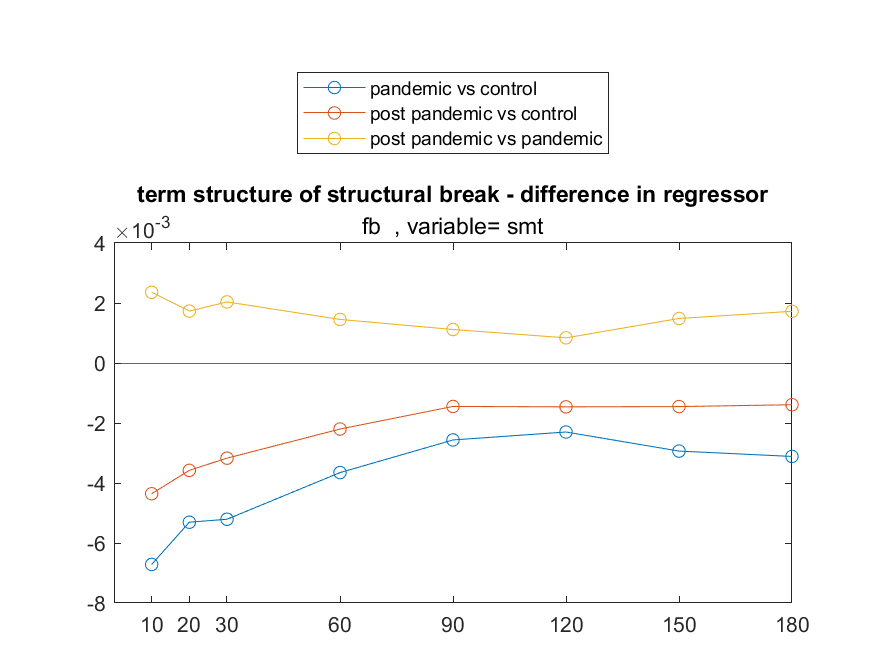 pandemic vs control
post pandemic vs control
post pandemic vs pandemic
term structure of structural break - difference in regressor
fb , variable= smt
×10-3
4
2
0
-2
-4
-6
-8
10 20 30 60 90 120 150 180